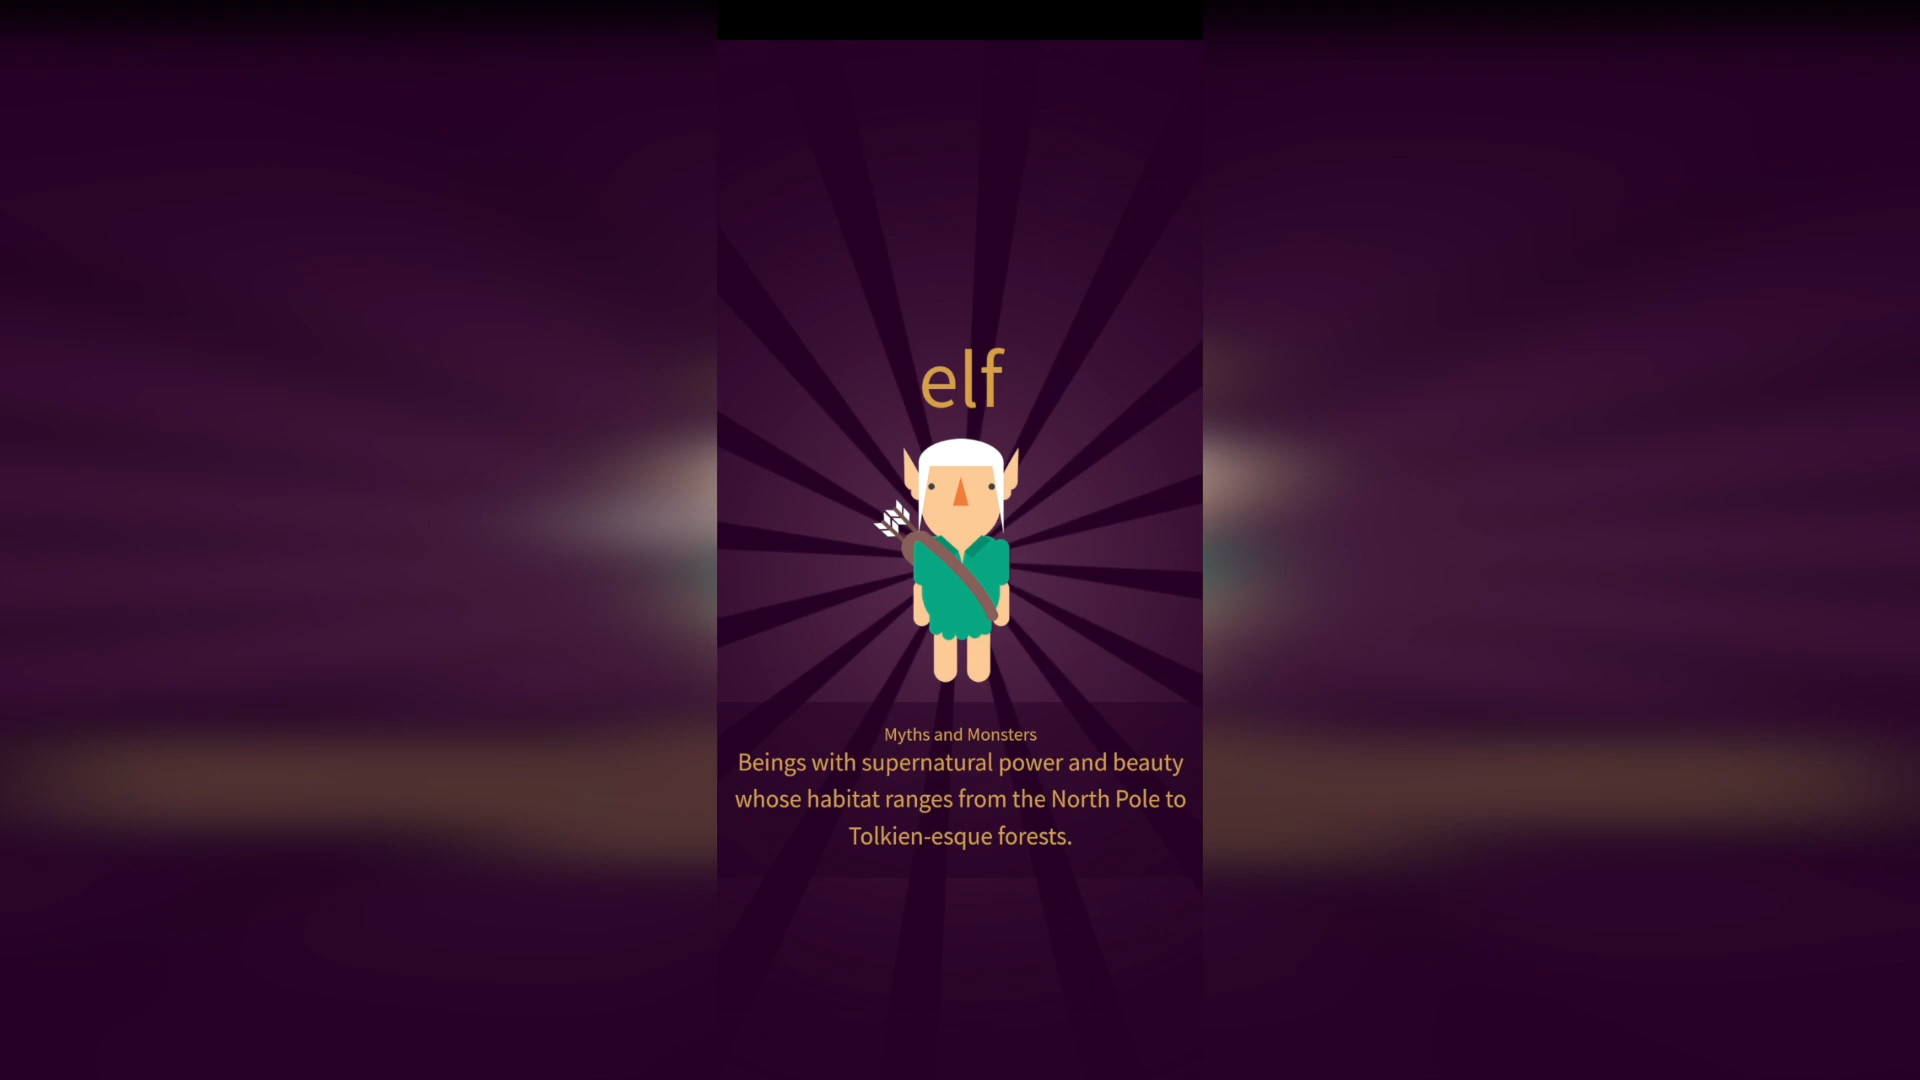 elf
Myths and Monsters
Beings with supernatural power and beauty
whose habitat ranges from the North Pole to
Tolkien-esque forests.